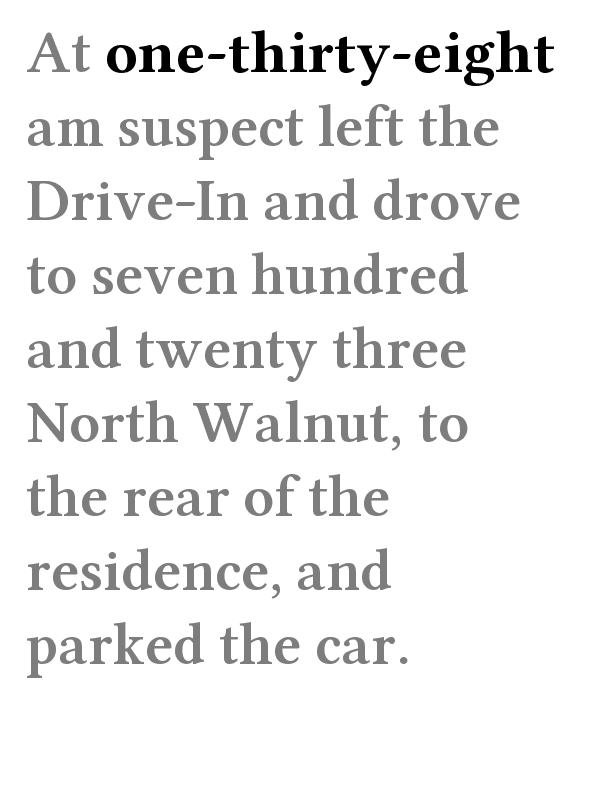 At one-thirty-eight
am suspect left the
Drive-In and drove
to seven hundred
and twenty three
North Walnut, to
the rear of the
residence, and
parked the car.